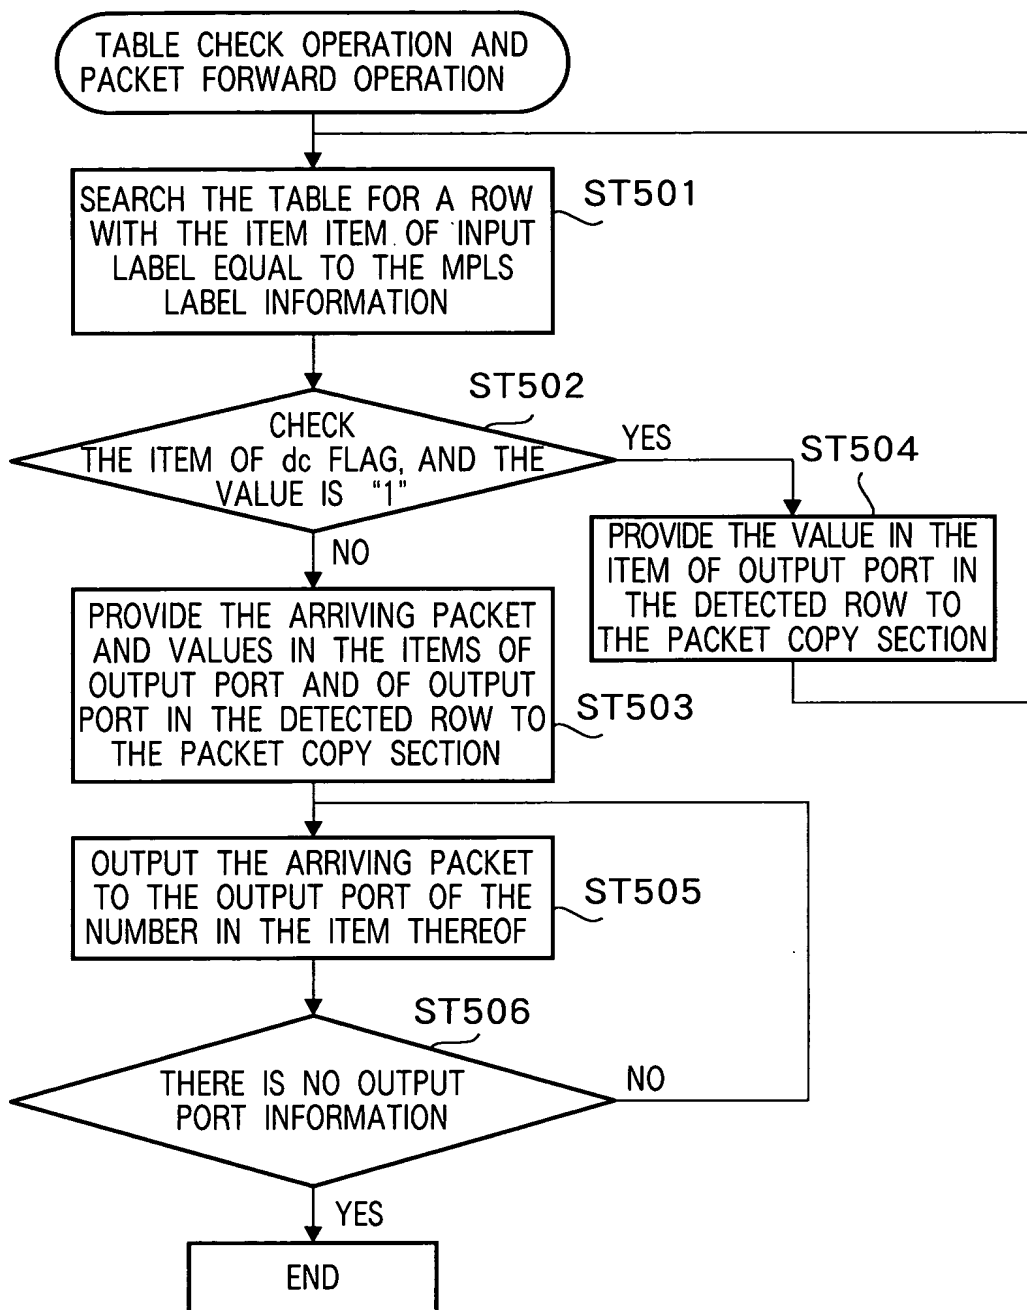 TABLE CHECK OPERATION AND
PACKET FORWARD OPERATION
SEARCH THE TABLE FOR A ROW
WITH THE ITEM ITEM OF INPUT
LABEL EQUAL TO THE MPLS
LABEL INFORMATION
ST501
ST502
CHECK
THE ITEM OF dc FLAG, AND THE
VALUE IS "1"
YES
NO
ST504
PROVIDE THE VALUE IN THE
ITEM OF OUTPUT PORT IN
THE DETECTED ROW TO
THE PACKET COPY SECTION
PROVIDE THE ARRIVING PACKET
AND VALUES IN THE ITEMS OF
OUTPUT PORT AND OF OUTPUT
PORT IN THE DETECTED ROW TO
THE PACKET COPY SECTION
ST503
OUTPUT THE ARRIVING PACKET
TO THE OUTPUT PORT OF THE
NUMBER IN THE ITEM THEREOF
ST505
ST506
THERE IS NO OUTPUT
PORT INFORMATION
NO
YES
END